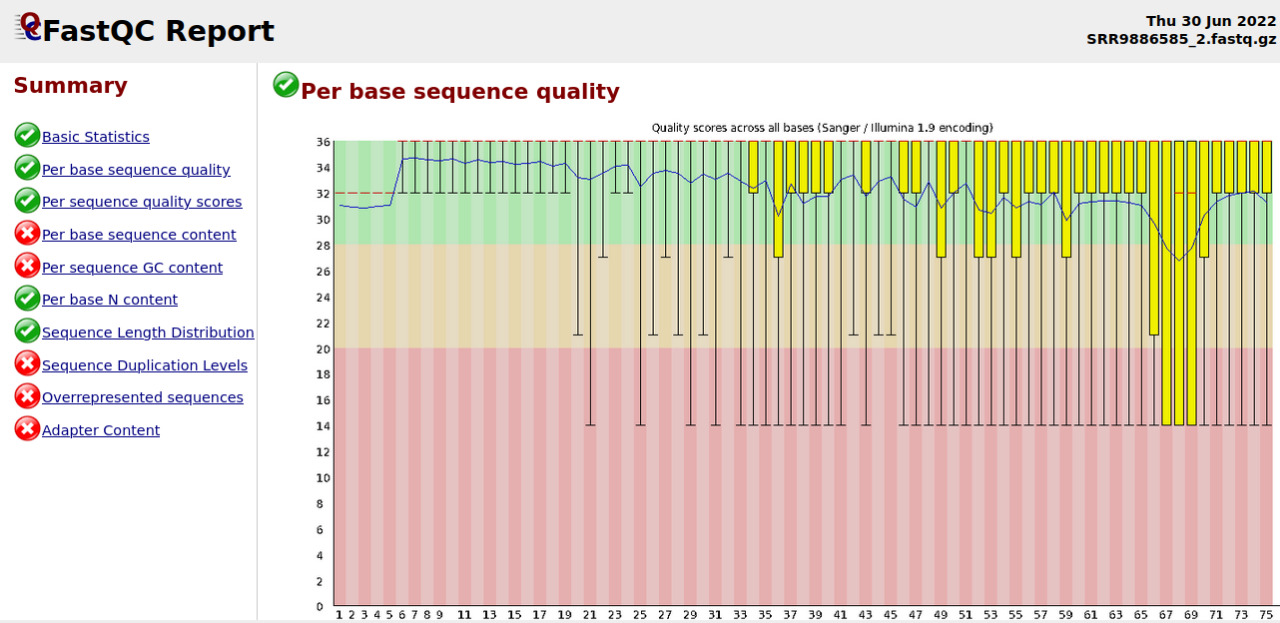 FastQC Report
Thu 30 Jun 2022
SRR9886585_2.fastq.gz
Summary
Basic Statistics
Per base sequence quality
Per sequence quality scores
Per base sequence content
Per sequence GC content
Per base N content
Sequence Length Distribution
Sequence Duplication Levels
Overrepresented sequences
Adapter Content
Per base sequence quality
Quality scores across all bases (Sanger / Illumina 1.9 encoding)
36
34
32
30
28
26
24
22
20
18
16
14
12
10
8
6
4
2
0
1 2 3 4 5 6 7 8 9 11 13 15 17 19 21 23 25 27 29 31 33 35 37 39 41 43 45 47 49 51 53 55 57 59 61 63 65 67 69 71 73 75